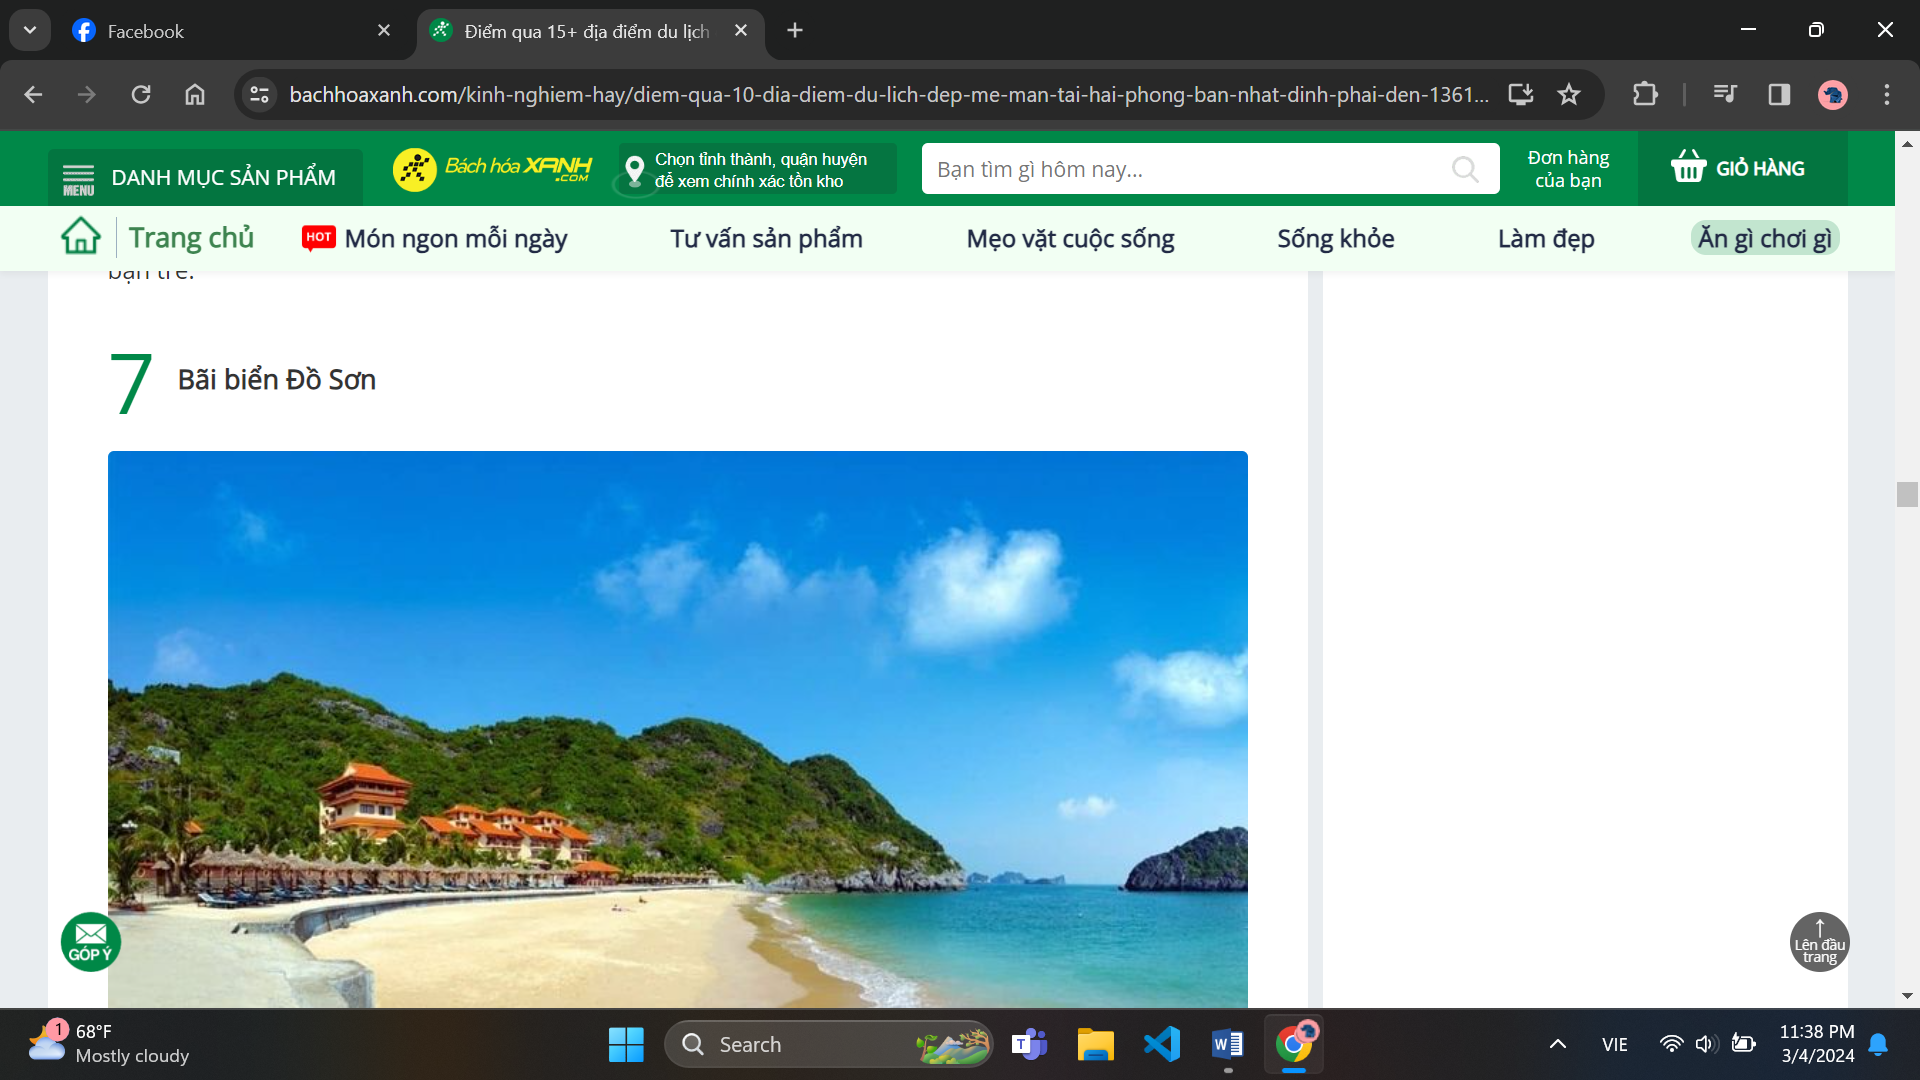 Facebook
Điểm qua 15+ địa điểm du lịch
bachhoaxanh.com/kinh-nghiem-hay/diem-qua-10-dia-diem-du-lich-dep-me-man-tai-hai-phong-ban-nhat-dinh-phai-den-1361...
MENU
DANH MỤC SẢN PHẨM
Bách hóa XANH
.COM
Chọn tỉnh thành, quận huyện
để xem chính xác tồn kho
Bạn tìm gì hôm nay...
Đơn hàng
của bạn
GIỎ HÀNG
Trang chủ
HOT
Món ngon mỗi ngày
Tư vấn sản phẩm
Mẹo vặt cuộc sống
Sống khỏe
Làm đẹp
Ăn gì chơi gì
bạn trẻ.
7
Bãi biển Đồ Sơn
GÓP Ý
Lên đầu
trang
1
68°F
Mostly cloudy
Search
VIE
11:38 PM
3/4/2024